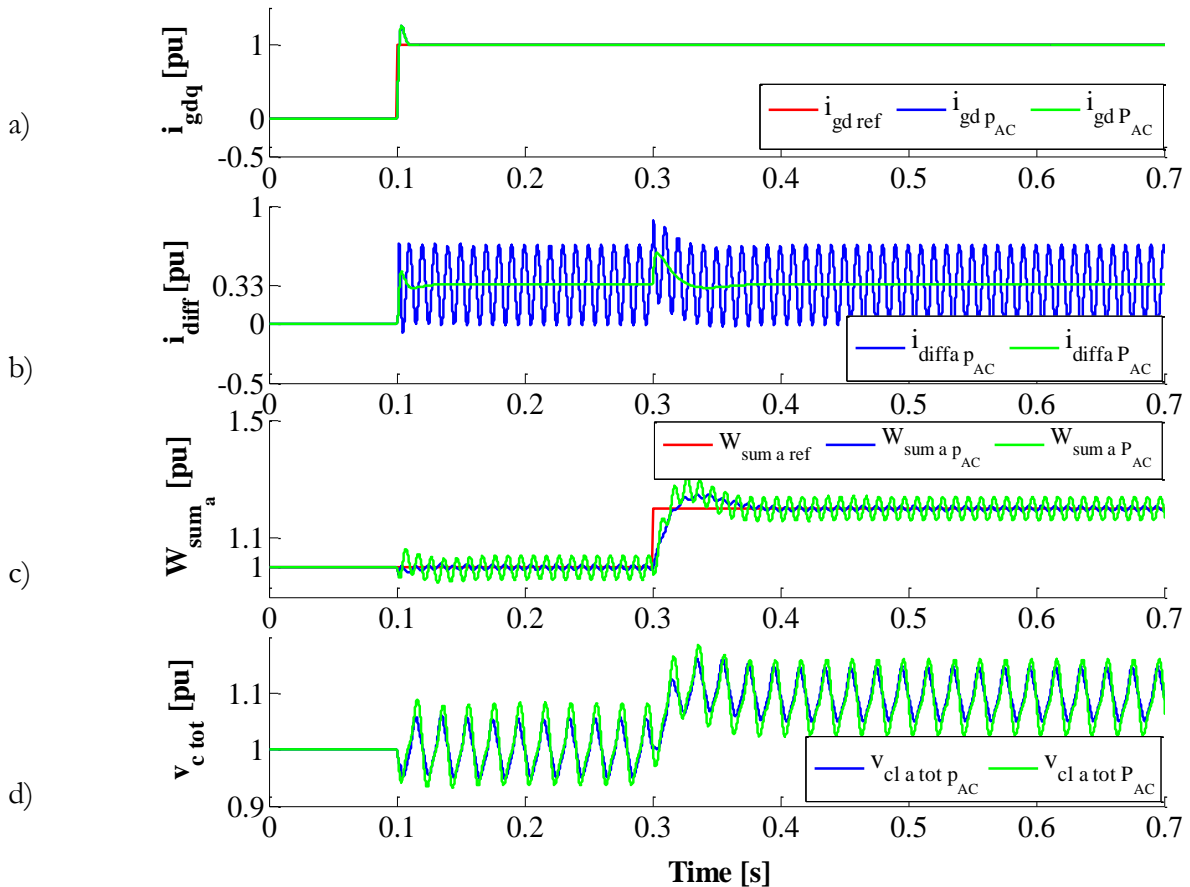 a)
i_gdq [pu]
1
0
-0.5
i_gd ref i_gd p_AC i_gd P_AC
0 0.1 0.2 0.3 0.4 0.5 0.6 0.7
b)
i_diff [pu]
1
0.33
0
-0.5
i_diffa p_AC i_diffa P_AC
0 0.1 0.2 0.3 0.4 0.5 0.6 0.7
c)
W_sum_a [pu]
1.5
1.1
1
W_sum a ref W_sum a p_AC W_sum a P_AC
0 0.1 0.2 0.3 0.4 0.5 0.6 0.7
d)
v_c tot [pu]
1.1
1
0.9
v_cl a tot p_AC v_cl a tot P_AC
0 0.1 0.2 0.3 0.4 0.5 0.6 0.7
Time [s]